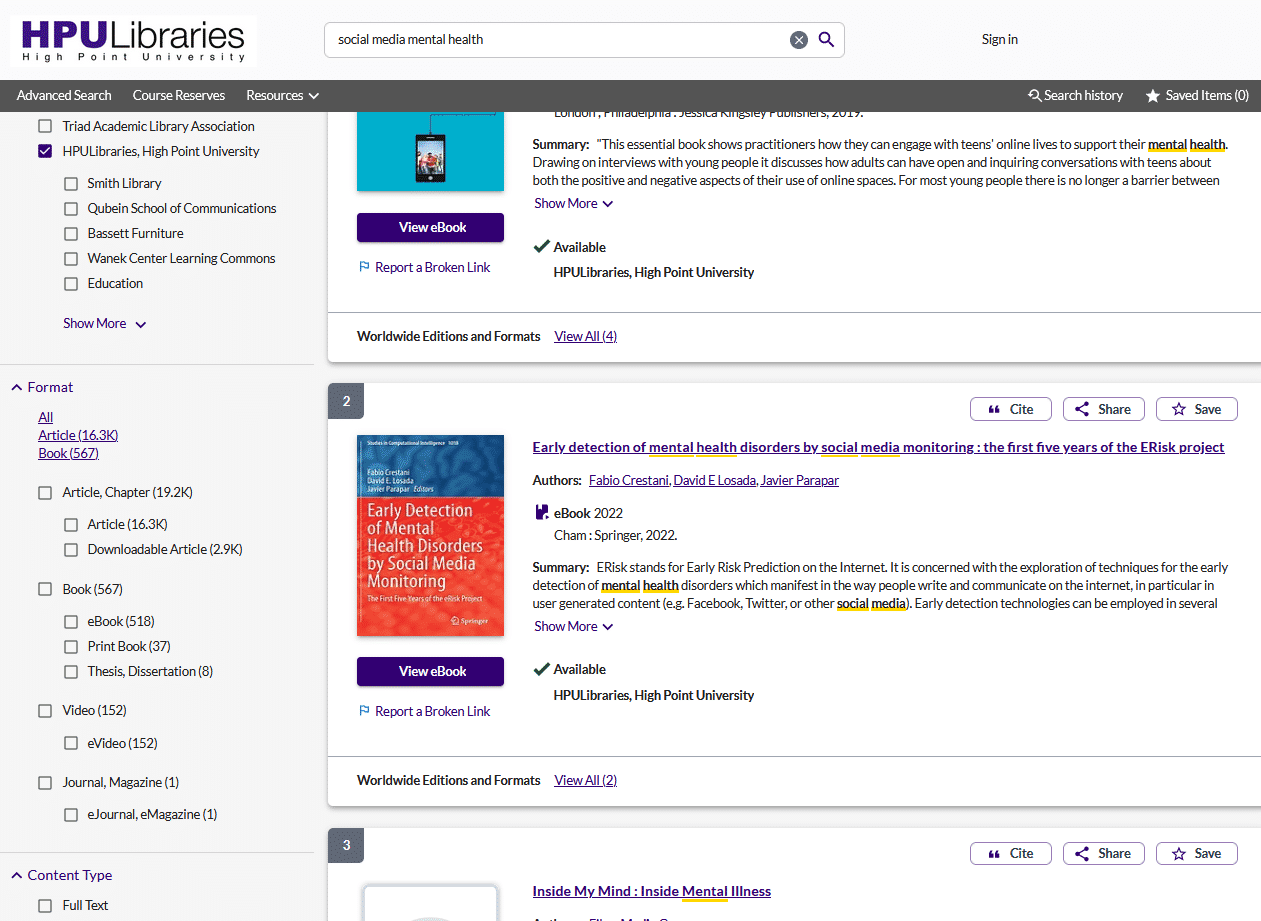 HPULibraries
High Point University
social media mental health
Sign in
Advanced Search Course Reserves Resources
Search history Saved Items (0)
Triad Academic Library Association
HPULibraries, High Point University
Smith Library
Qubein School of Communications
Bassett Furniture
Wanek Center Learning Commons
Education
Show More
Format
All
Article (16.3K)
Book (567)
Article, Chapter (19.2K)
Article (16.3K)
Downloadable Article (2.9K)
Book (567)
eBook (518)
Print Book (37)
Thesis, Dissertation (8)
Video (152)
eVideo (152)
Journal, Magazine (1)
eJournal, eMagazine (1)
Content Type
Full Text
London ; Philadelphia : Jessica Kingsley Publishers, 2019.
Summary: "This essential book shows practitioners how they can engage with teens' online lives to support their mental health.
Drawing on interviews with young people it discusses how adults can have open and inquiring conversations with teens about
both the positive and negative aspects of their use of online spaces. For most young people there is no longer a barrier between
Show More
View eBook
Report a Broken Link
Available
HPULibraries, High Point University
Worldwide Editions and Formats View All (4)
2
Cite Share Save
Studies in Computational Intelligence 1018
Fabio Crestani
David E. Losada
Javier Parapar Editors
Early Detection
of Mental
Health Disorders
by Social Media
Monitoring
The First Five Years of the eRisk Project
Springer
Early detection of mental health disorders by social media monitoring : the first five years of the ERisk project
Authors: Fabio Crestani, David E Losada, Javier Parapar
eBook 2022
Cham : Springer, 2022.
Summary: ERisk stands for Early Risk Prediction on the Internet. It is concerned with the exploration of techniques for the early
detection of mental health disorders which manifest in the way people write and communicate on the internet, in particular in
user generated content (e.g. Facebook, Twitter, or other social media). Early detection technologies can be employed in several
Show More
View eBook
Report a Broken Link
Available
HPULibraries, High Point University
Worldwide Editions and Formats View All (2)
3
Cite Share Save
Inside My Mind : Inside Mental Illness